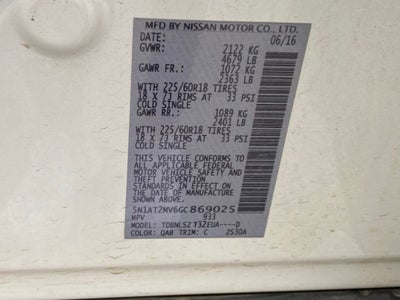 MFD BY NISSAN MOTOR CO., LTD.
DATE: 06/16
GVWR: 2122 KG
4679 LB
GAWR FR.: 1072 KG
2363 LB
WITH 225/60R18 TIRES
18 X 7J RIMS AT 33 PSI
COLD SINGLE
GAWR RR.: 1089 KG
2401 LB
WITH 225/60R18 TIRES
18 X 7J RIMS AT 33 PSI
COLD SINGLE
THIS VEHICLE CONFORMS TO ALL
APPLICABLE FEDERAL
MOTOR VEHICLE SAFETY STANDARDS
IN EFFECT ON THE
DATE OF MANUFACTURE SHOWN ABOVE.
5N1AT2MV6GC869025
MPV 933
MODEL: TDBNLSZT32EUA----D
COLOR: QAB TRIM: C 2S30A